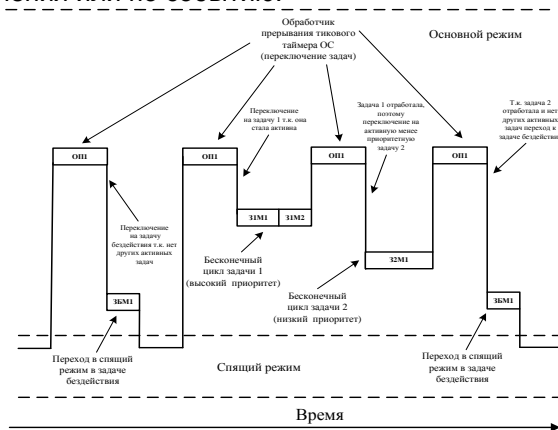 Обработчик
прерывания тикового
таймера ОС
(переключение задач)
Основной режим
Переключение
на задачу 1 т.к. она
стала активна
Задача 1 отработала,
поэтому
переключение на
активную менее
приоритетную
задачу 2
Т.к. задача 2
отработала и нет
других активных
задач переход к
задаче бездействия
ОП1
ОП1
ОП1
ОП1
Переключение
на задачу
бездействия т.к. нет
других активных
задач
З1М1
З1М2
Бесконечный
цикл задачи 1
(высокий приоритет)
З2М1
Бесконечный
цикл задачи 2
(низкий приоритет)
ЗБМ1
ЗБМ1
Переход в спящий
режим в задаче
бездействия
Спящий режим
Переход в спящий
режим в задаче
бездействия
Время